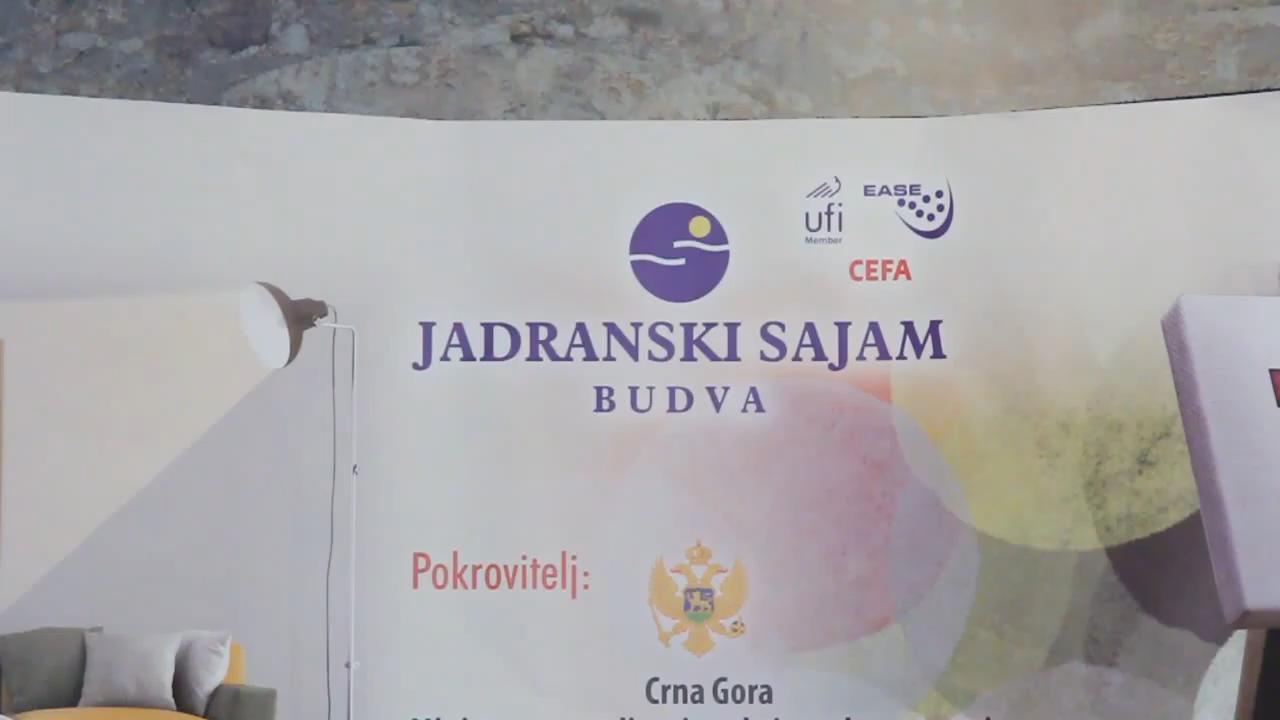 ufi
Member
EASE
CEFA
JADRANSKI SAJAM
BUDVA
Pokrovitelj:
Crna Gora